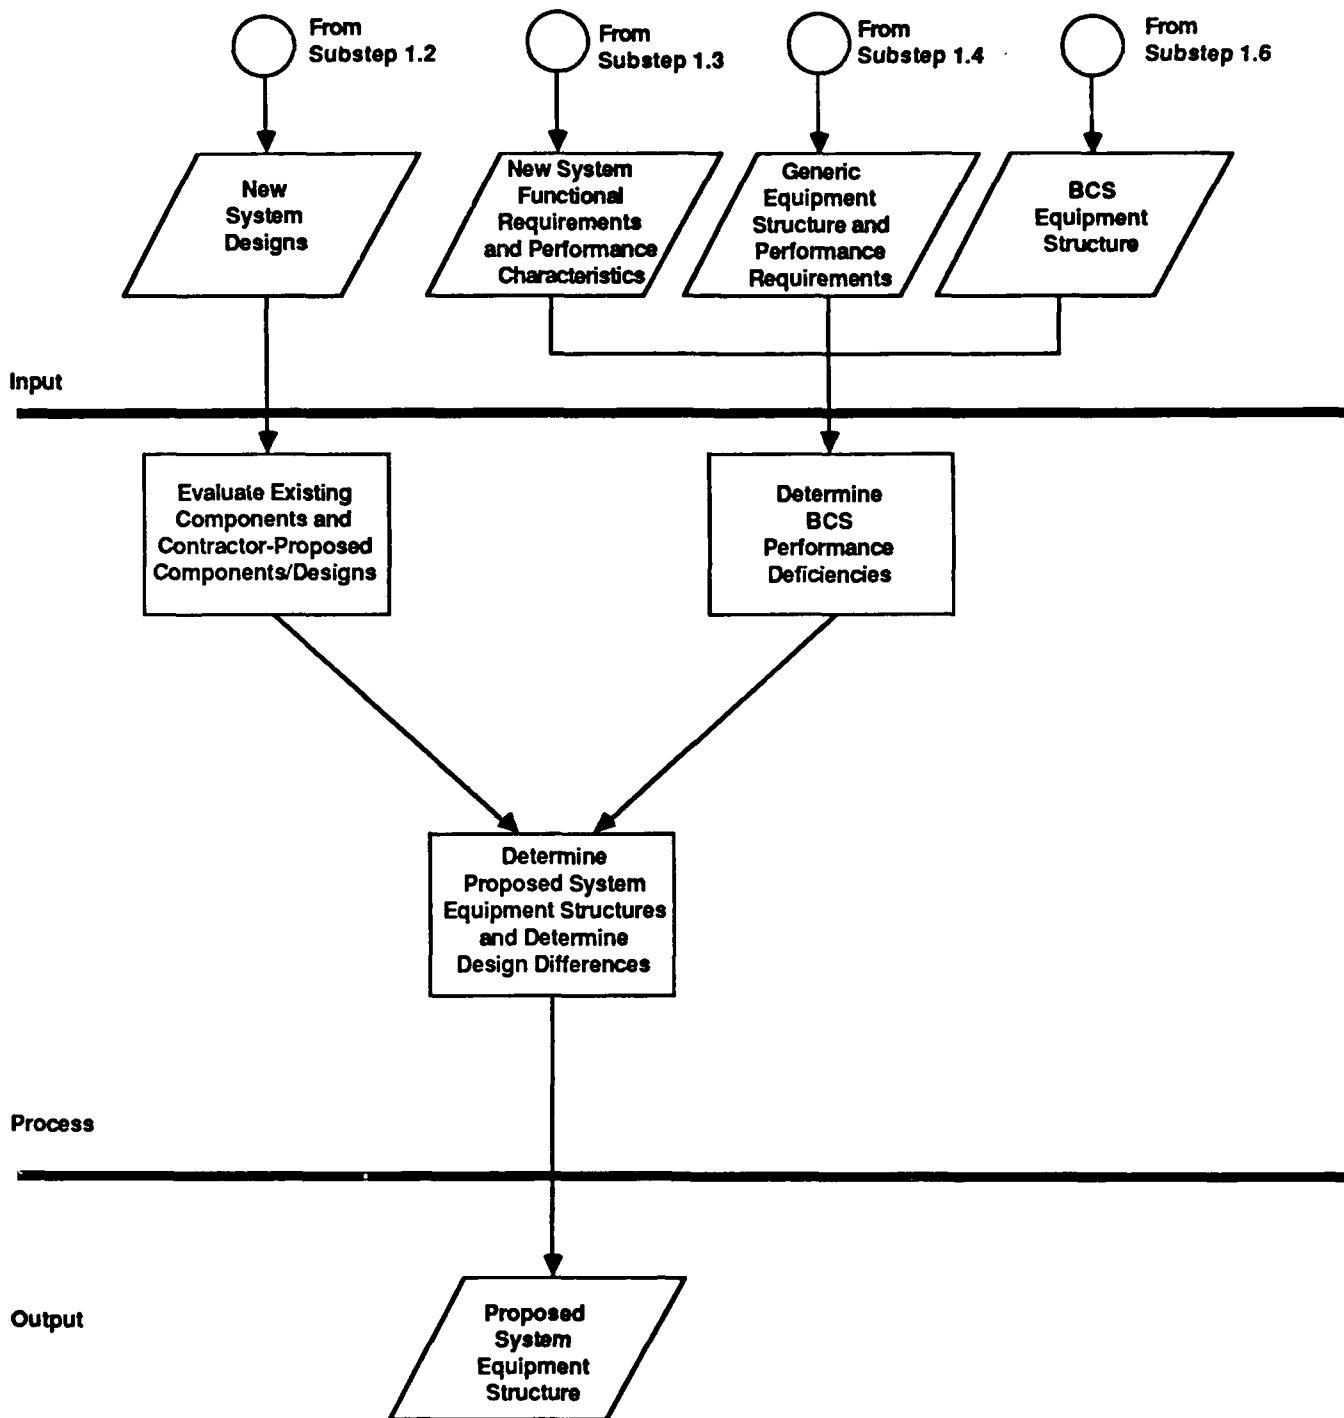 From
Substep 1.2
From
Substep 1.3
From
Substep 1.4
From
Substep 1.6
New
System
Designs
New System
Functional
Requirements
and Performance
Characteristics
Generic
Equipment
Structure and
Performance
Requirements
BCS
Equipment
Structure
Input
Evaluate Existing
Components and
Contractor-Proposed
Components/Designs
Determine
BCS
Performance
Deficiencies
Determine
Proposed System
Equipment Structures
and Determine
Design Differences
Process
Output
Proposed
System
Equipment
Structure